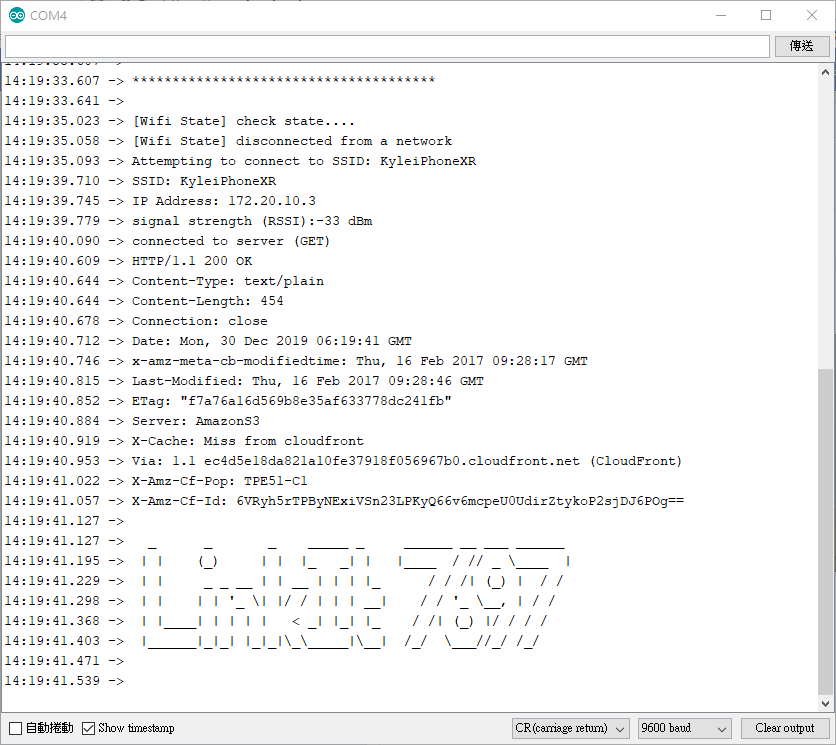 COM4
傳送
14:19:33.607 ->
14:19:33.607 -> **************************************
14:19:33.641 ->
14:19:35.023 -> [Wifi State] check state....
14:19:35.058 -> [Wifi State] disconnected from a network
14:19:35.093 -> Attempting to connect to SSID: KyleiPhoneXR
14:19:39.710 -> SSID: KyleiPhoneXR
14:19:39.745 -> IP Address: 172.20.10.3
14:19:39.779 -> signal strength (RSSI):-33 dBm
14:19:40.090 -> connected to server (GET)
14:19:40.609 -> HTTP/1.1 200 OK
14:19:40.644 -> Content-Type: text/plain
14:19:40.644 -> Content-Length: 454
14:19:40.678 -> Connection: close
14:19:40.712 -> Date: Mon, 30 Dec 2019 06:19:41 GMT
14:19:40.746 -> x-amz-meta-cb-modifiedtime: Thu, 16 Feb 2017 09:28:17 GMT
14:19:40.815 -> Last-Modified: Thu, 16 Feb 2017 09:28:46 GMT
14:19:40.852 -> ETag: "f7a76a16d569b8e35af633778dc241fb"
14:19:40.884 -> Server: AmazonS3
14:19:40.919 -> X-Cache: Miss from cloudfront
14:19:40.953 -> Via: 1.1 ec4d5e18da821a10fe37918f056967b0.cloudfront.net (CloudFront)
14:19:41.022 -> X-Amz-Cf-Pop: TPE51-C1
14:19:41.057 -> X-Amz-Cf-Id: 6VRyh5rTPByNExiVSn23LPKyQ66v6mcpeU0UdirZtykoP2sjDJ6POg==
14:19:41.127 ->
14:19:41.127 ->   _      _       _    _____ _     ______ __ ___ ______
14:19:41.195 ->  | |    (_)     | |  |_   _| |   |____  / // _ \____  |
14:19:41.229 ->  | |     _ _ __ | | __ | | | |_      / / /| (_) |  / /
14:19:41.298 ->  | |    | | '_ \| |/ / | | | __|    / / '_ \__, | / /
14:19:41.368 ->  | |____| | | | |   < _| |_| |_    / /| (_) |/ / / /
14:19:41.403 ->  |______|_|_| |_|_|\_\_____|\__|  /_/  \___//_/ /_/
14:19:41.471 ->
14:19:41.539 ->
自動捲動 Show timestamp CR(carriage return) 9600 baud Clear output